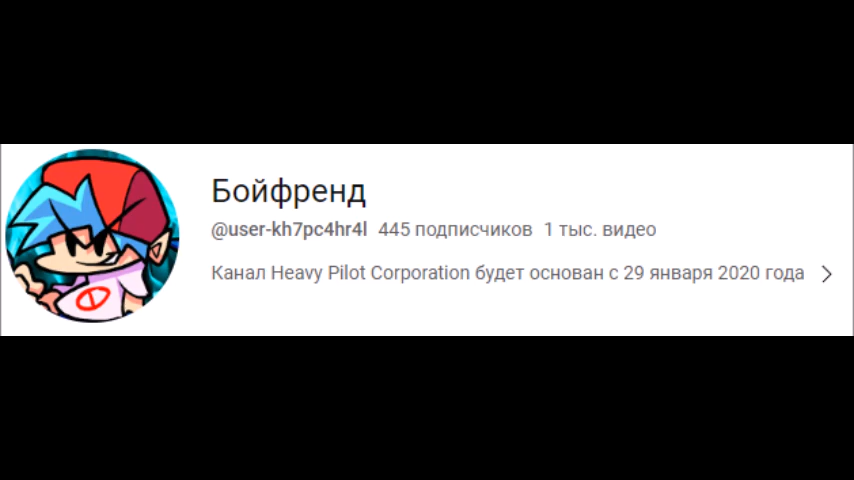 Бойфренд
@user-kh7pc4hr4l 445 подписчиков 1 тыс. видео
Канал Heavy Pilot Corporation будет основан с 29 января 2020 года